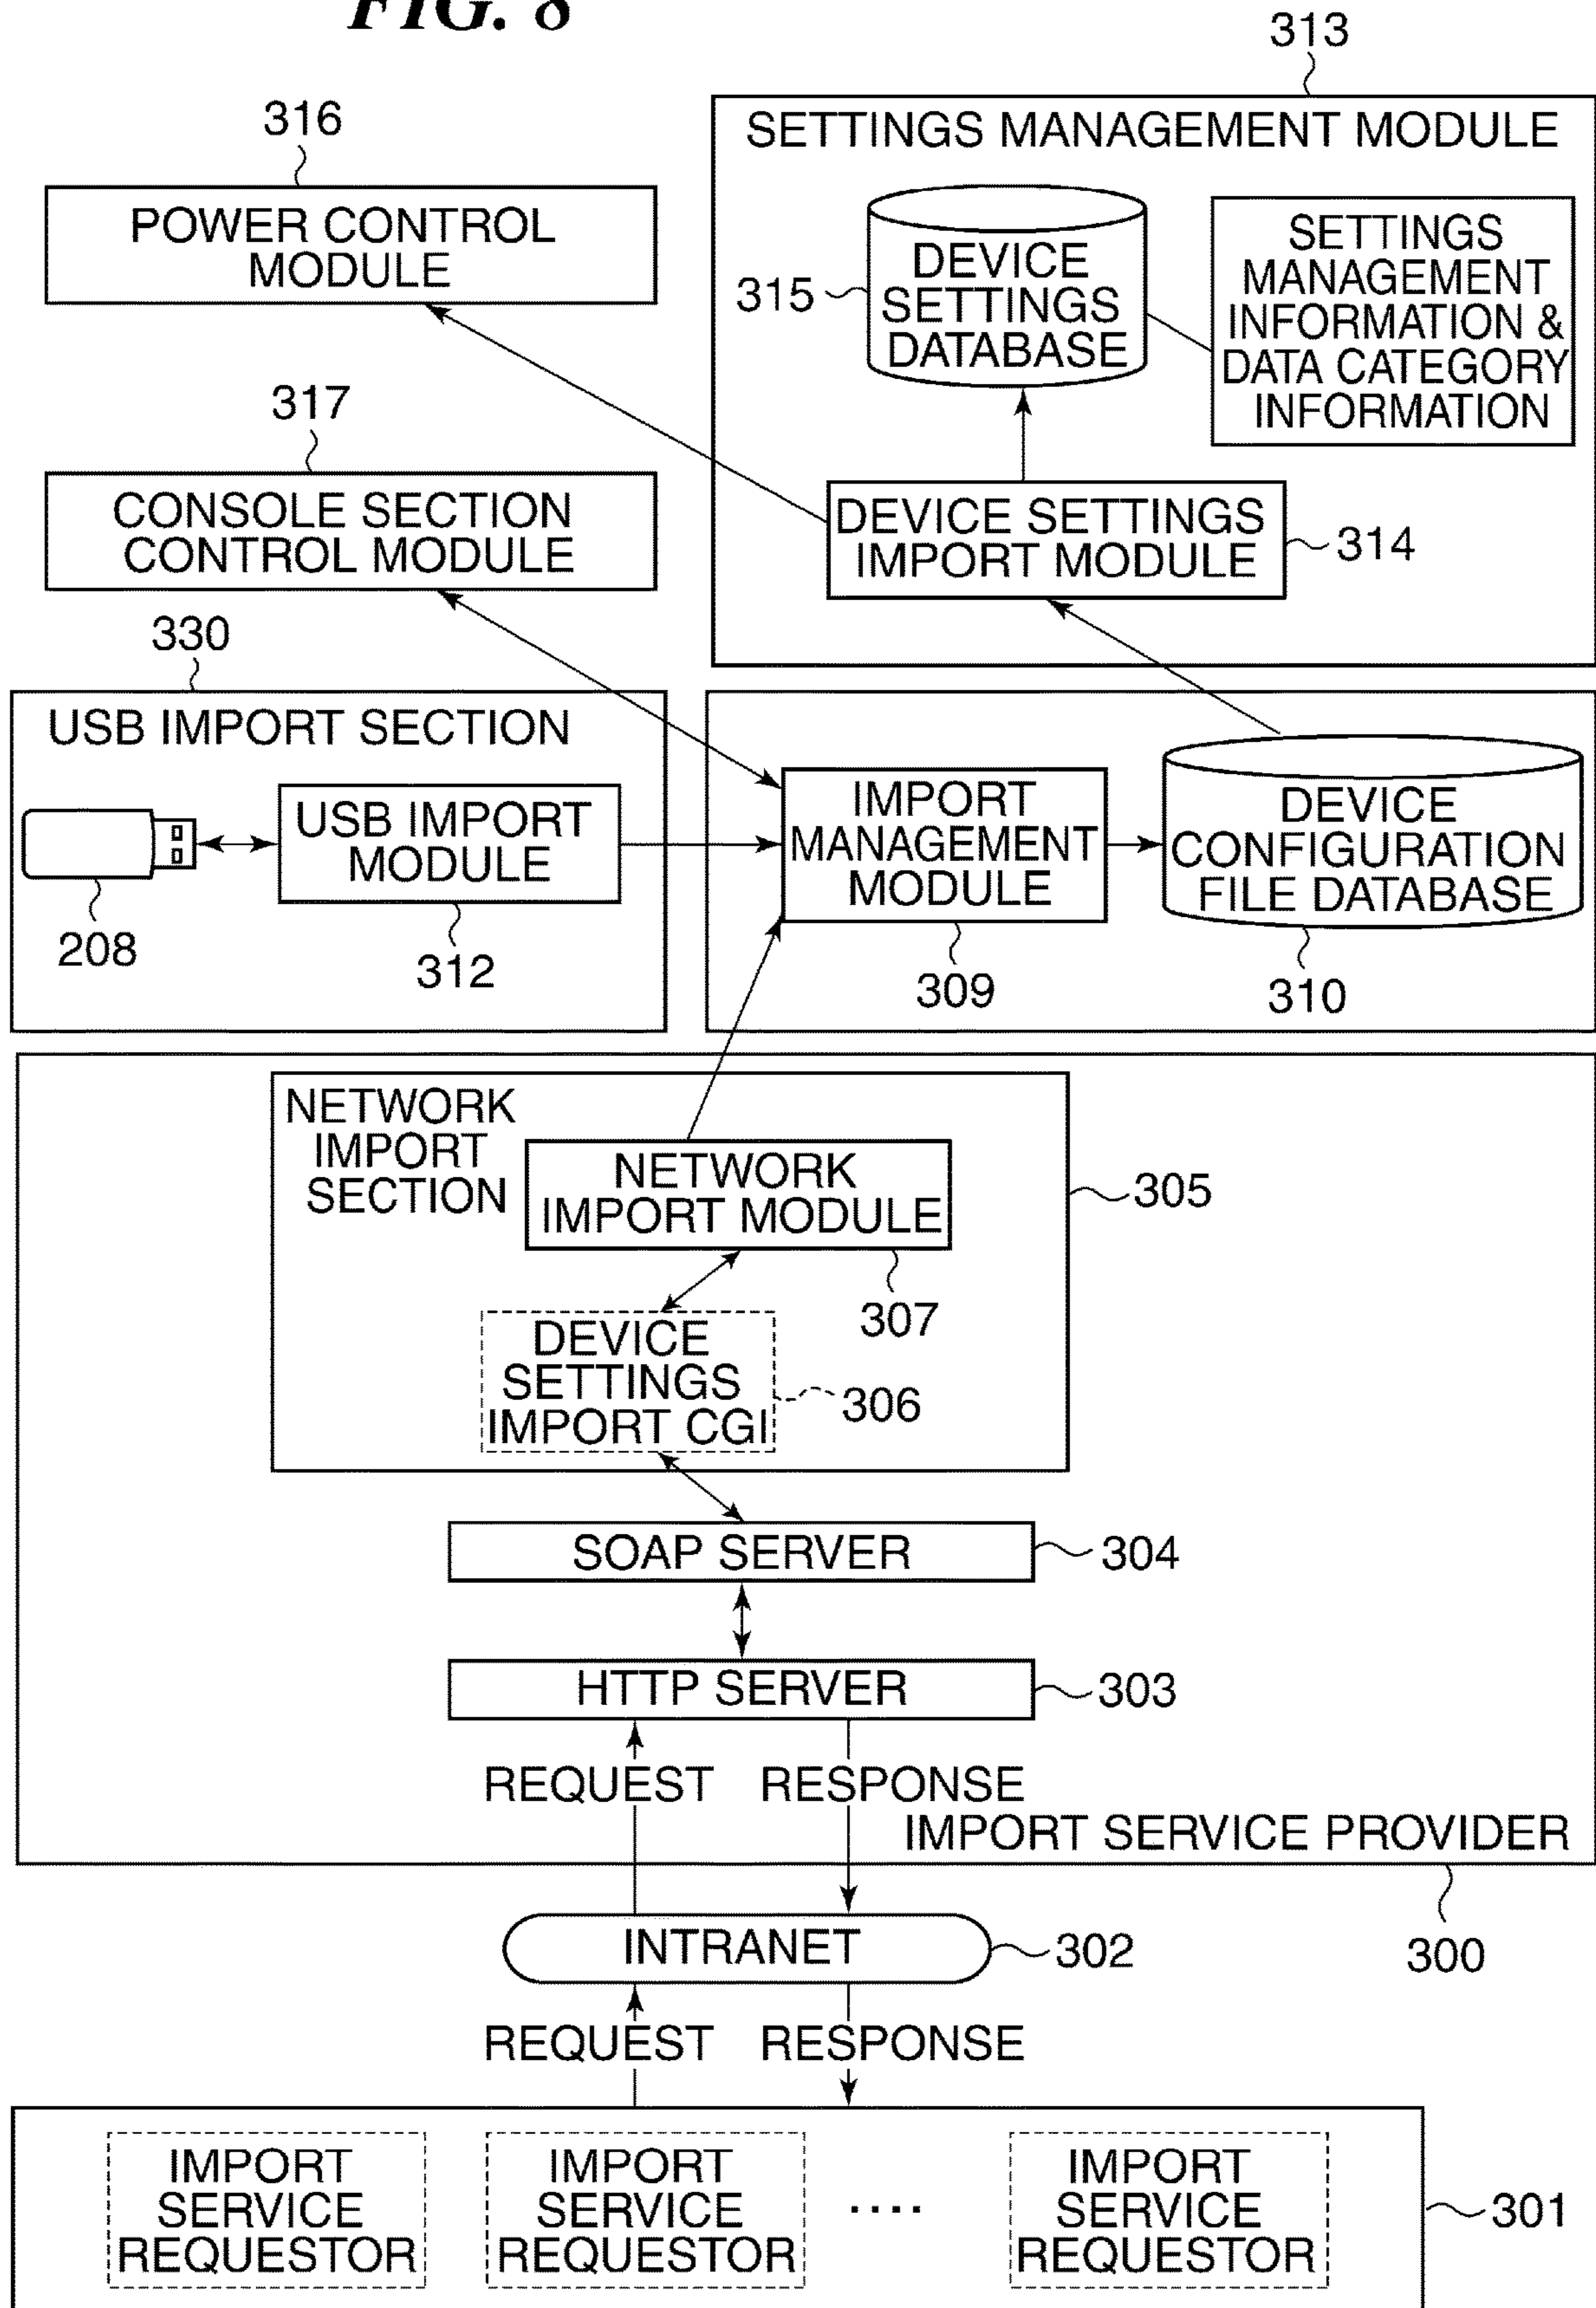 FIG. 8
313
SETTINGS MANAGEMENT MODULE
316
POWER CONTROL
MODULE
315
DEVICE
SETTINGS
DATABASE
SETTINGS
MANAGEMENT
INFORMATION &
DATA CATEGORY
INFORMATION
317
CONSOLE SECTION
CONTROL MODULE
DEVICE SETTINGS
IMPORT MODULE
314
330
USB IMPORT SECTION
USB IMPORT
MODULE
208
312
IMPORT
MANAGEMENT
MODULE
309
DEVICE
CONFIGURATION
FILE DATABASE
310
NETWORK
IMPORT
SECTION
NETWORK
IMPORT MODULE
305
307
DEVICE
SETTINGS
IMPORT CGI
306
SOAP SERVER
304
HTTP SERVER
303
REQUEST
RESPONSE
IMPORT SERVICE PROVIDER
300
INTRANET
302
REQUEST
RESPONSE
IMPORT
SERVICE
REQUESTOR
IMPORT
SERVICE
REQUESTOR
....
IMPORT
SERVICE
REQUESTOR
301